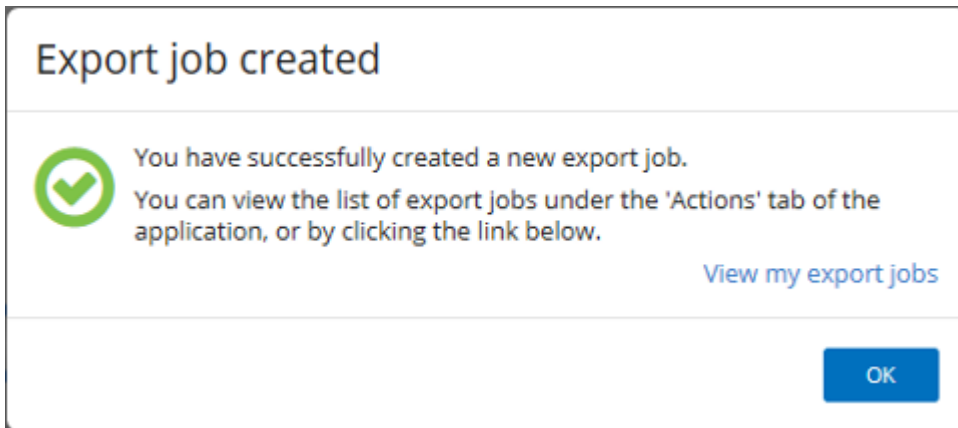 Export job created
You have successfully created a new export job.
You can view the list of export jobs under the 'Actions' tab of the
application, or by clicking the link below.
View my export jobs
OK